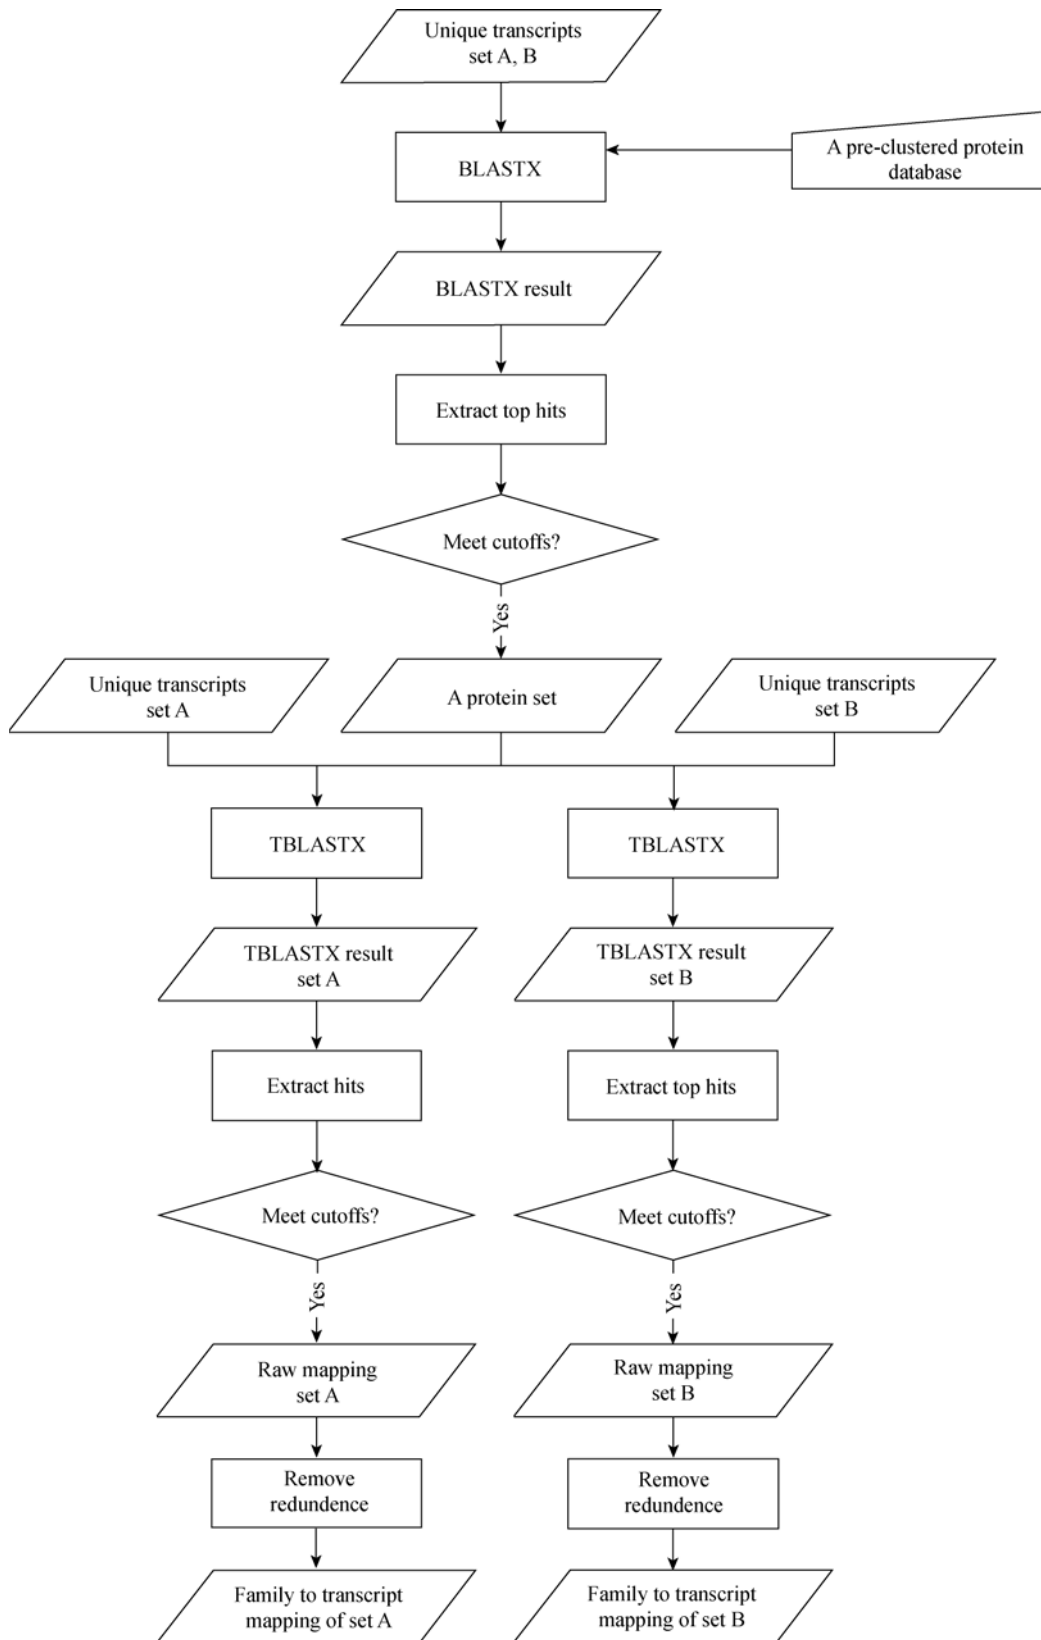 Unique transcripts
set A, B
BLASTX
A pre-clustered protein
database
BLASTX result
Extract top hits
Meet cutoffs?
Yes
Unique transcripts
set A
A protein set
Unique transcripts
set B
TBLASTX
TBLASTX
TBLASTX result
set A
TBLASTX result
set B
Extract hits
Extract top hits
Meet cutoffs?
Meet cutoffs?
Yes
Yes
Raw mapping
set A
Raw mapping
set B
Remove
redundence
Remove
redundence
Family to transcript
mapping of set A
Family to transcript
mapping of set B